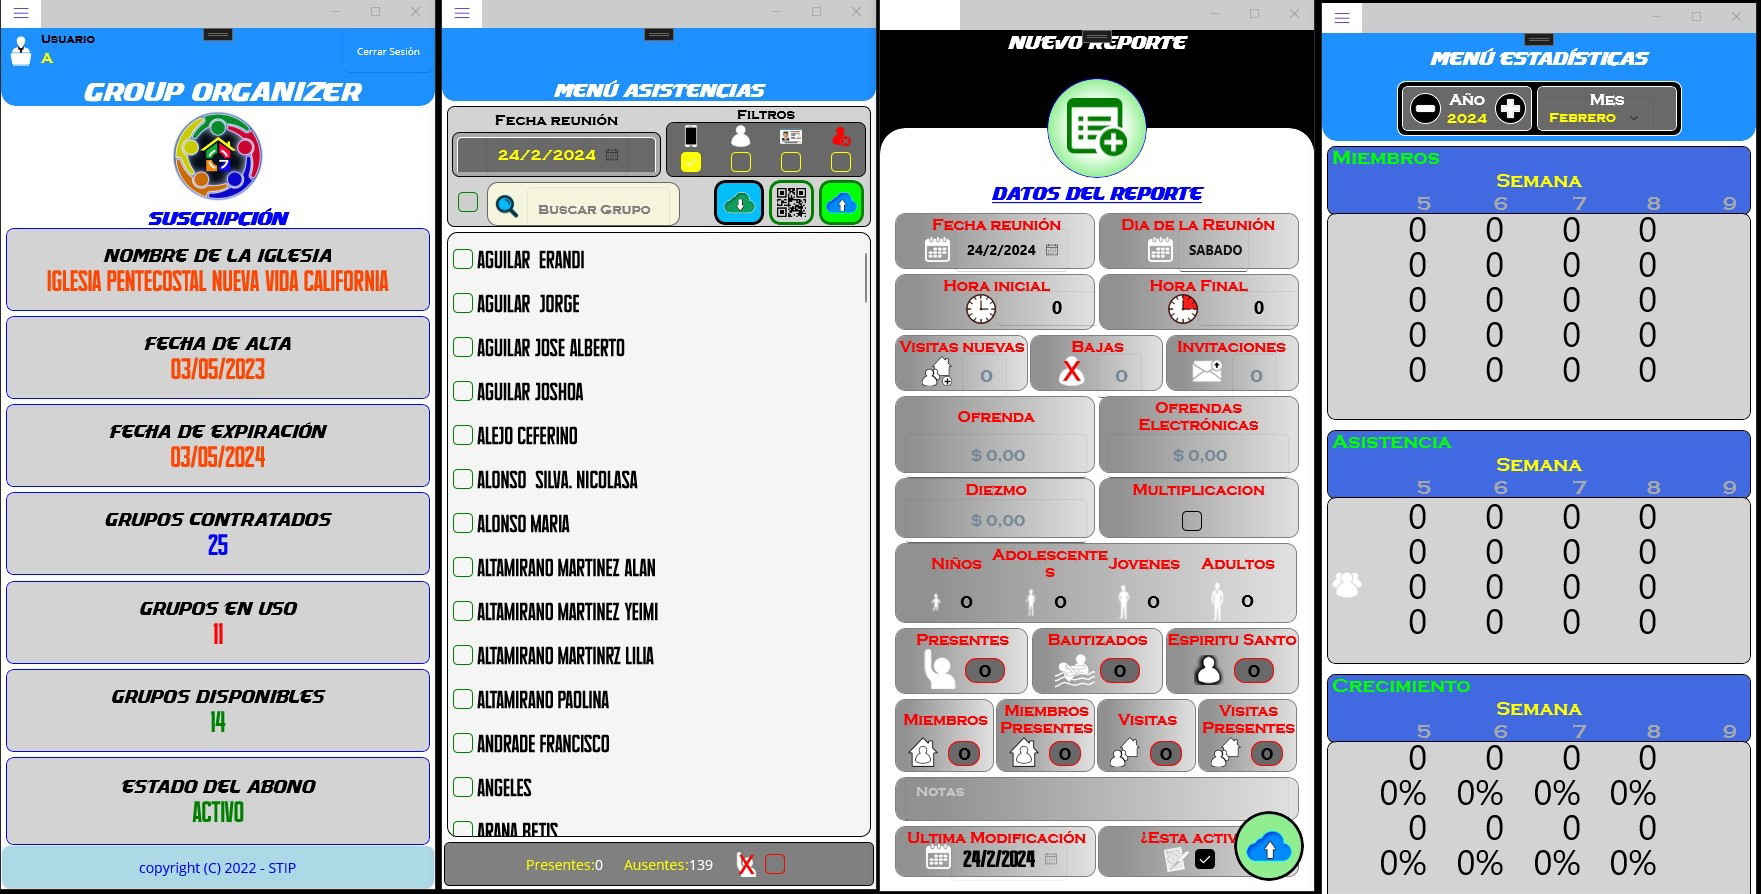 Usuario
A
Cerrar Sesión
GROUP ORGANIZER
SUSCRIPCIÓN
NOMBRE DE LA IGLESIA
IGLESIA PENTECOSTAL NUEVA VIDA CALIFORNIA
FECHA DE ALTA
03/05/2023
FECHA DE EXPIRACIÓN
03/05/2024
GRUPOS CONTRATADOS
25
GRUPOS EN USO
11
GRUPOS DISPONIBLES
14
ESTADO DEL ABONO
ACTIVO
copyright (C) 2022 - STIP
MENÚ ASISTENCIAS
Fecha reunión
Filtros
24/2/2024
Buscar Grupo
AGUILAR ERANDI
AGUILAR JORGE
AGUILAR JOSE ALBERTO
AGUILAR JOSHOA
ALEJO CEFERINO
ALONSO SILVA. NICOLASA
ALONSO MARIA
ALTAMIRANO MARTINEZ ALAN
ALTAMIRANO MARTINEZ YEIMI
ALTAMIRANO MARTINRZ LILIA
ALTAMIRANO PAOLINA
ANDRADE FRANCISCO
ANGELES
ARANA BETIS
Presentes:0 Ausentes:139
NUEVO REPORTE
DATOS DEL REPORTE
Fecha reunión
24/2/2024
Dia de la Reunión
SABADO
Hora inicial
0
Hora Final
0
Visitas nuevas
0
Bajas
0
Invitaciones
0
Ofrenda
$ 0,00
Ofrendas
Electrónicas
$ 0,00
Diezmo
$ 0,00
Multiplicacion
Niños
0
Adolescente
s
0
Jovenes
0
Adultos
0
Presentes
0
Bautizados
0
Espiritu Santo
0
Miembros
0
Miembros
Presentes
0
Visitas
0
Visitas
Presentes
0
Notas
Ultima Modificación
24/2/2024
¿Esta activ
MENÚ ESTADÍSTICAS
Año
2024
Mes
Febrero
Miembros
Semana
5 6 7 8 9
0 0 0 0
0 0 0 0
0 0 0 0
0 0 0 0
0 0 0 0
Asistencia
Semana
5 6 7 8 9
0 0 0 0
0 0 0 0
0 0 0 0
0 0 0 0
Crecimiento
Semana
5 6 7 8 9
0 0 0 0
0% 0% 0% 0%
0 0 0 0
0% 0% 0% 0%